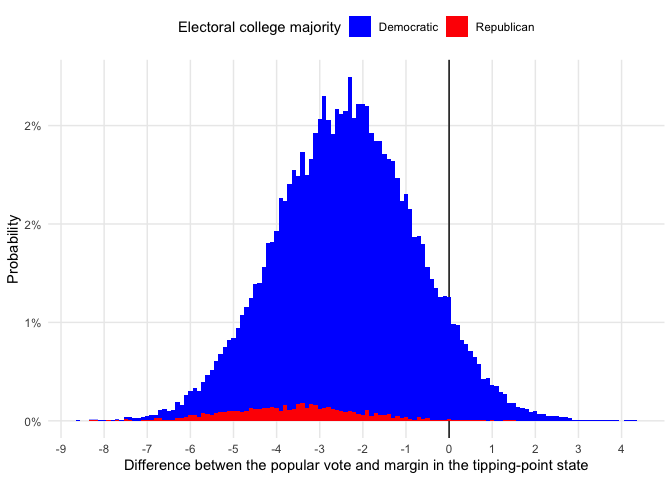 Electoral college majority Democratic Republican
2%
2%
1%
0%
Probability
-9 -8 -7 -6 -5 -4 -3 -2 -1 0 1 2 3 4
Difference betwen the popular vote and margin in the tipping-point state